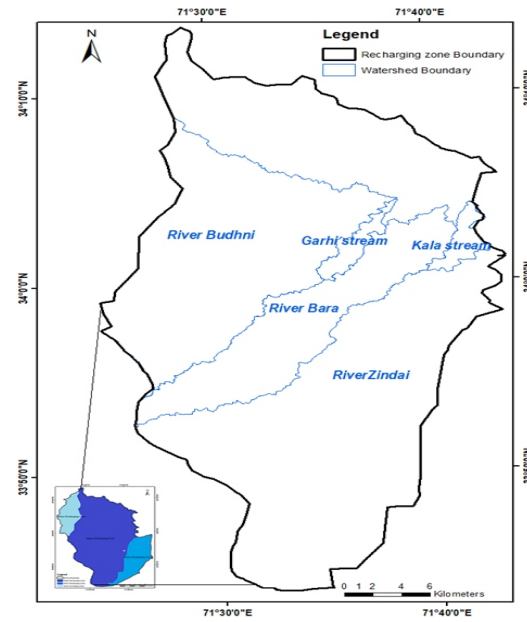 71°30'0"E 71°40'0"E
N
Legend
Recharging zone Boundary
Watershed Boundary
34°10'0"N
River Budhni
Garhi stream
Kala stream
34°0'0"N
River Bara
RiverZindai
33°50'0"N
0 1 2 4 6
Kilometers
71°30'0"E 71°40'0"E